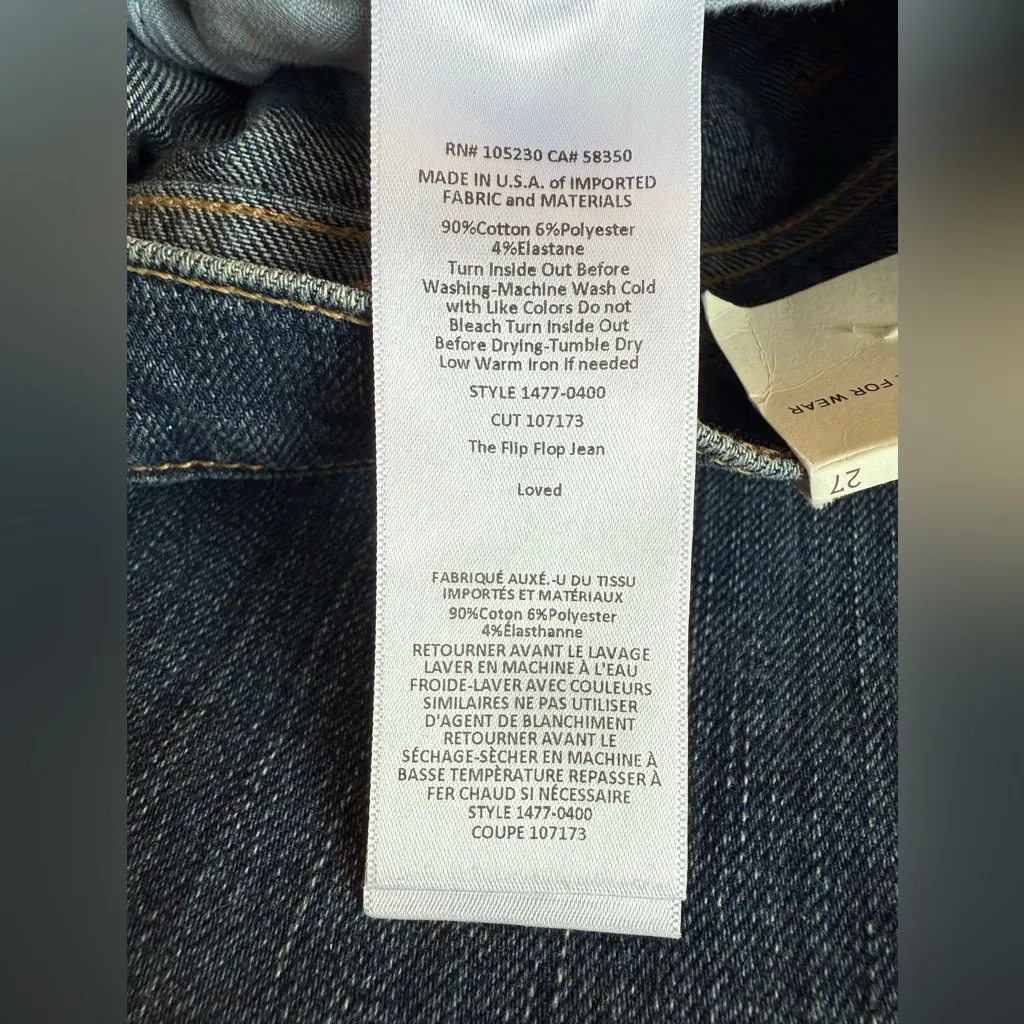 RN# 105230 CA# 58350
MADE IN U.S.A. of IMPORTED
FABRIC and MATERIALS
90%Cotton 6%Polyester
4%Elastane
Turn Inside Out Before
Washing-Machine Wash Cold
with Like Colors Do not
Bleach Turn Inside Out
Before Drying-Tumble Dry
Low Warm Iron If needed
STYLE 1477-0400
CUT 107173
The Flip Flop Jean
Loved
FABRIQUÉ AUXÉ.-U DU TISSU
IMPORTÉS ET MATÉRIAUX
90%Coton 6%Polyester
4%Élasthanne
RETOURNER AVANT LE LAVAGE
LAVER EN MACHINE À L'EAU
FROIDE-LAVER AVEC COULEURS
SIMILAIRES NE PAS UTILISER
D'AGENT DE BLANCHIMENT
RETOURNER AVANT LE
SÉCHAGE-SÈCHER EN MACHINE À
BASSE TEMPÈRATURE REPASSER À
FER CHAUD SI NÉCESSAIRE
STYLE 1477-0400
COUPE 107173
FOR WEAR
27